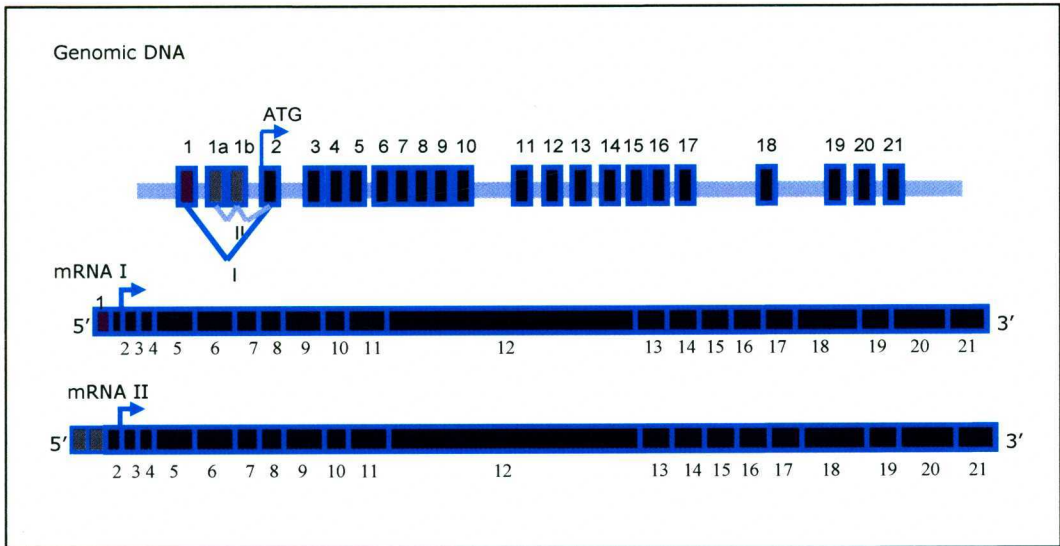 Genomic DNA
ATG
1 1a 1b 2 3 4 5 6 7 8 9 10 11 12 13 14 15 16 17 18 19 20 21
II
I
mRNA I
1
5′ 3′
2 3 4 5 6 7 8 9 10 11 12 13 14 15 16 17 18 19 20 21
mRNA II
5′ 3′
2 3 4 5 6 7 8 9 10 11 12 13 14 15 16 17 18 19 20 21